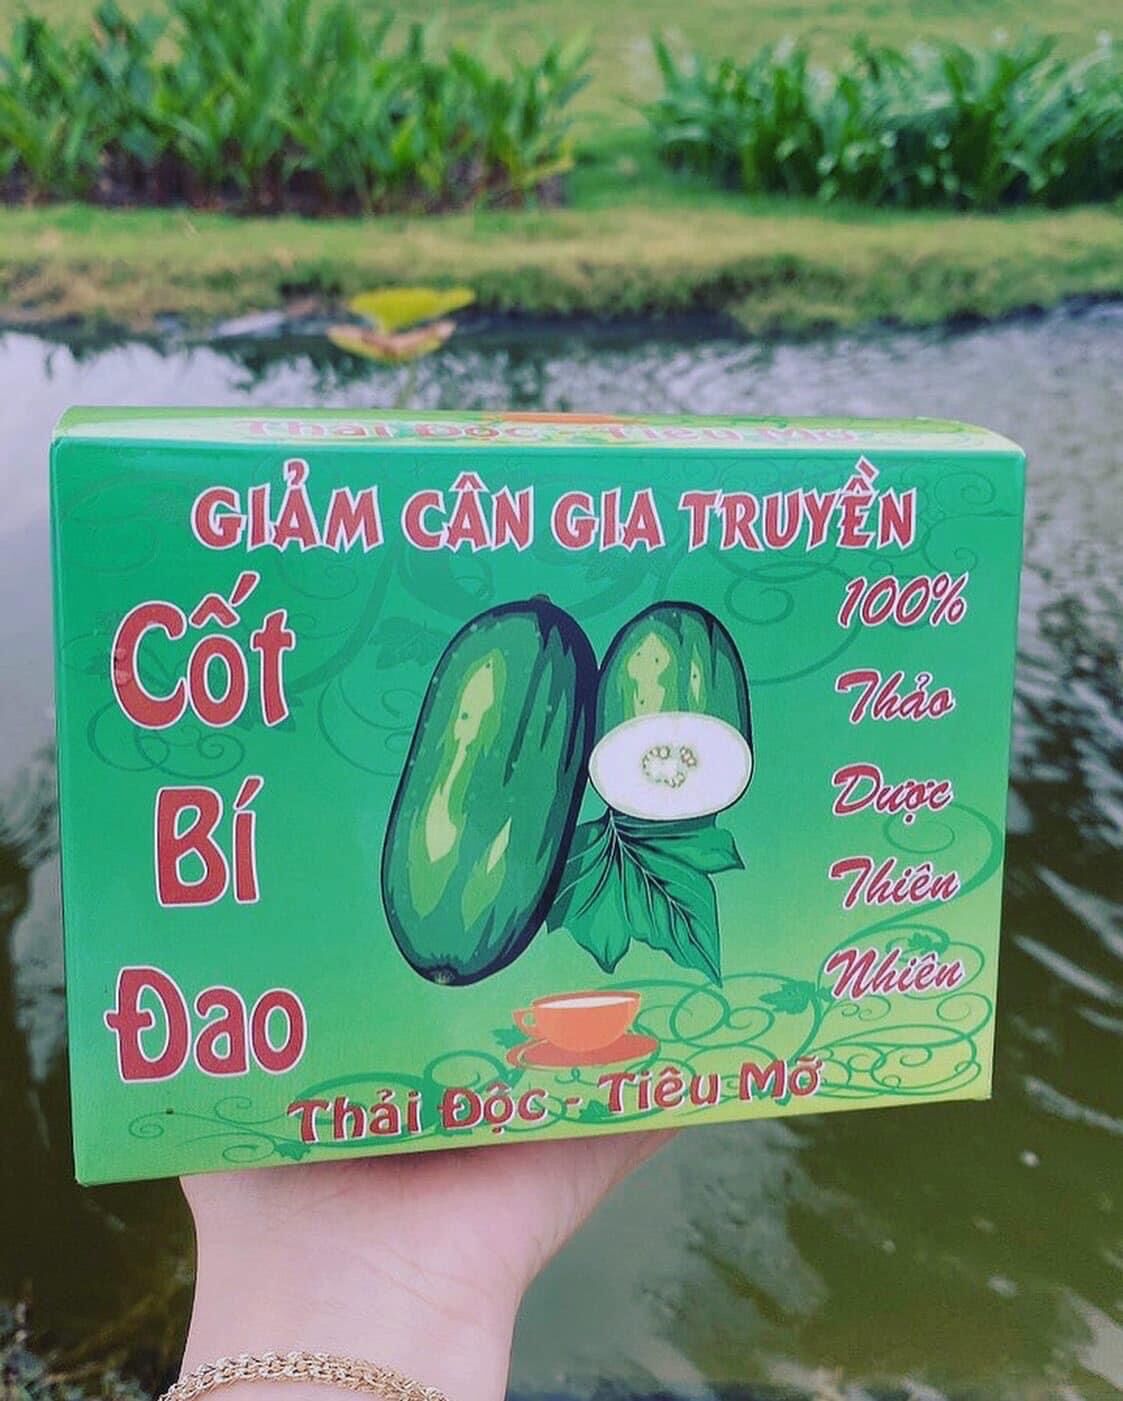 Thải Độc - Tiêu Mỡ
GIẢM CÂN GIA TRUYỀN
Cốt
Bí
Đao
100%
Thảo
Dược
Thiên
Nhiên
Thải Độc - Tiêu Mỡ